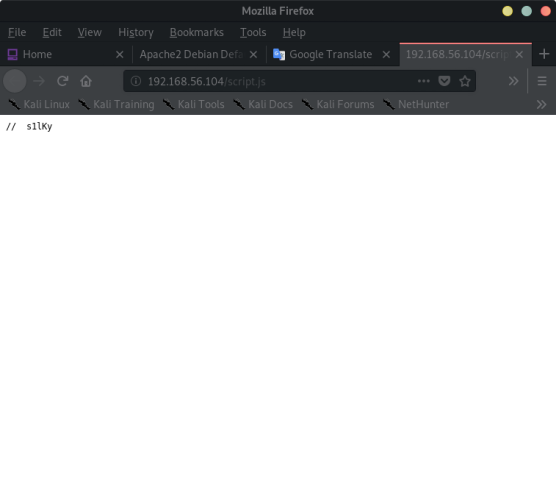 Mozilla Firefox
File Edit View History Bookmarks Tools Help
Home Apache2 Debian Defa Google Translate 192.168.56.104/scrip
192.168.56.104/script.js
Kali Linux Kali Training Kali Tools Kali Docs Kali Forums NetHunter
// s1lKy